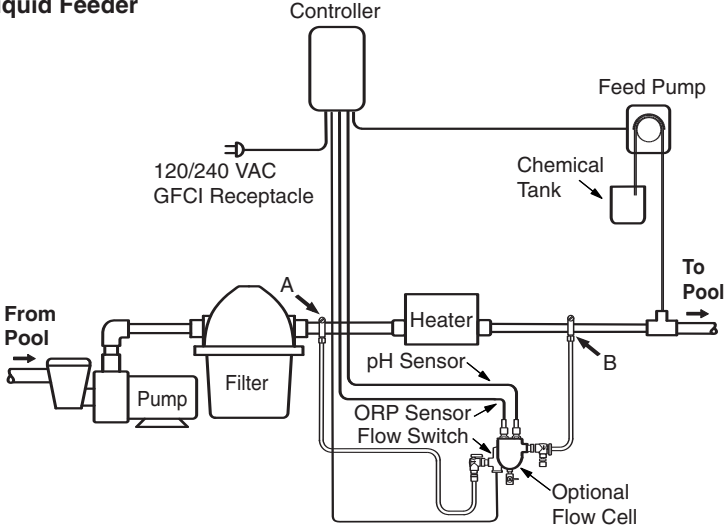 Liquid Feeder
Controller
Feed Pump
120/240 VAC
GFCI Receptacle
Chemical
Tank
To
Pool
A
From
Pool
Heater
B
pH Sensor
Filter
Pump
ORP Sensor
Flow Switch
Optional
Flow Cell